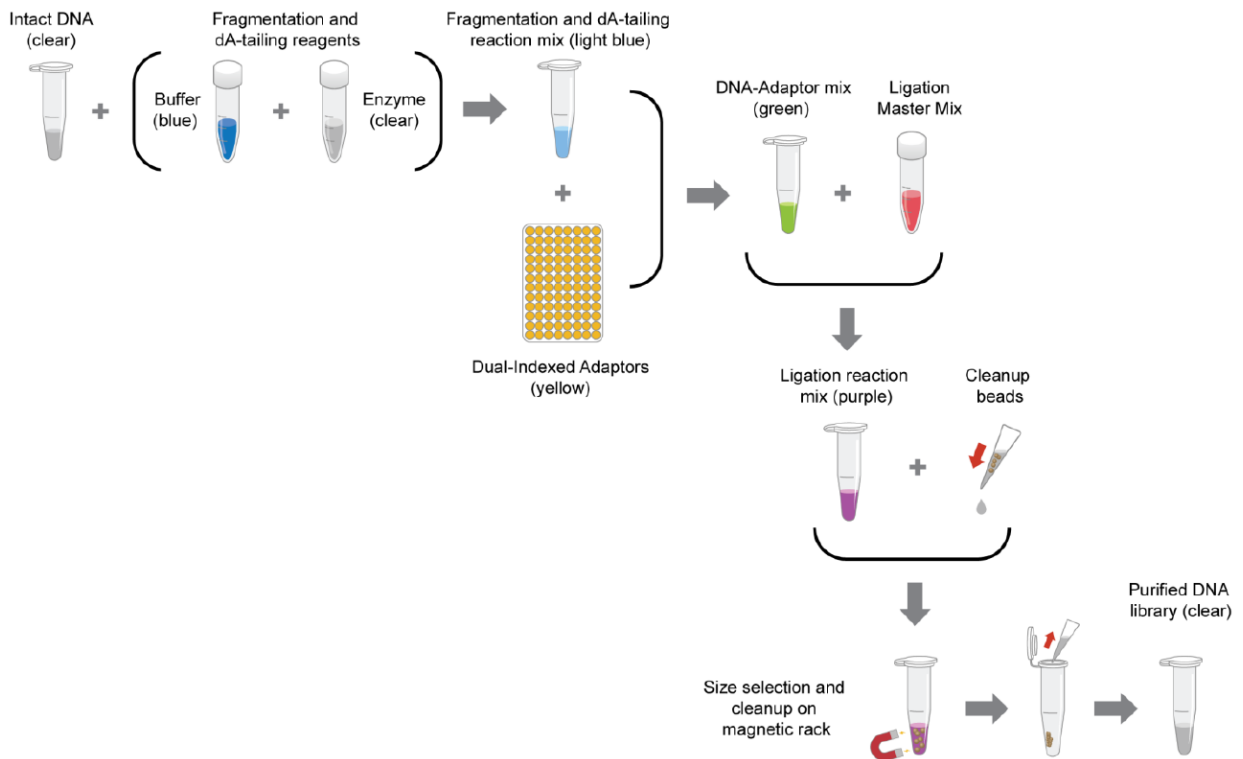 Intact DNA
(clear)
Fragmentation and
dA-tailing reagents
Buffer
(blue)
Enzyme
(clear)
Fragmentation and dA-tailing
reaction mix (light blue)
Dual-Indexed Adaptors
(yellow)
DNA-Adaptor mix
(green)
Ligation
Master Mix
Ligation reaction
mix (purple)
Cleanup
beads
Size selection and
cleanup on
magnetic rack
Purified DNA
library (clear)